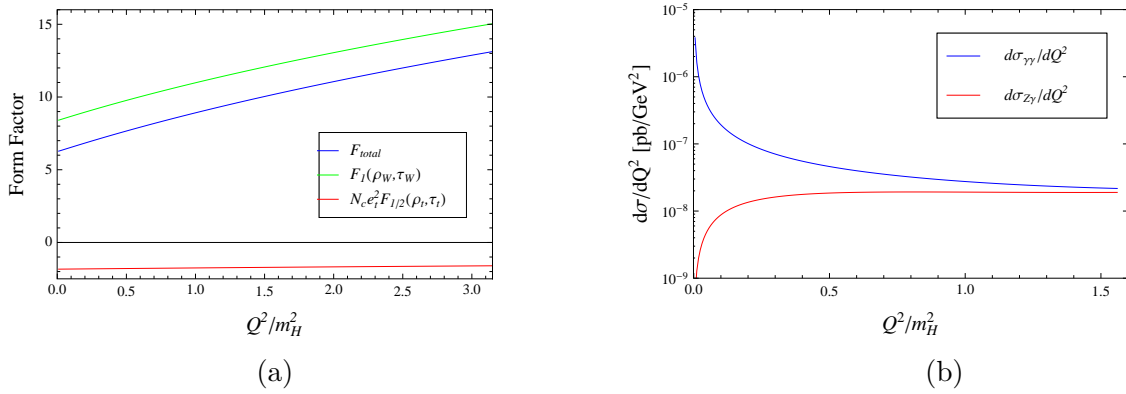 15
10
5
0
Form Factor
F_total
F_1(ρ_W,τ_W)
N_c e_t^2 F_1/2(ρ_t,τ_t)
0.0 0.5 1.0 1.5 2.0 2.5 3.0
Q^2/m_H^2
(a)
10^-5
10^-6
10^-7
10^-8
10^-9
dσ/dQ^2 [pb/GeV^2]
dσ_γγ/dQ^2
dσ_Zγ/dQ^2
0.0 0.5 1.0 1.5
Q^2/m_H^2
(b)